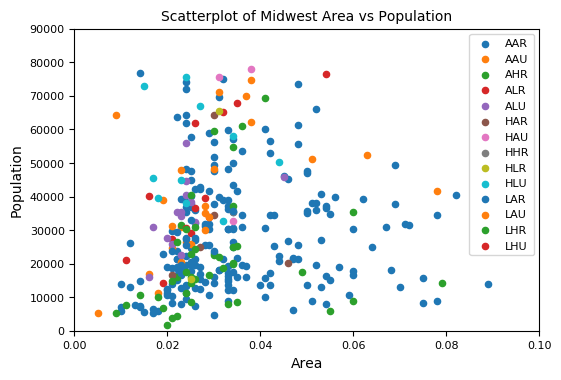 Scatterplot of Midwest Area vs Population
90000
80000
70000
60000
50000
40000
30000
20000
10000
0
Population
0.00
0.02
0.04
0.06
0.08
0.10
Area
AAR
AAU
AHR
ALR
ALU
HAR
HAU
HHR
HLR
HLU
LAR
LAU
LHR
LHU